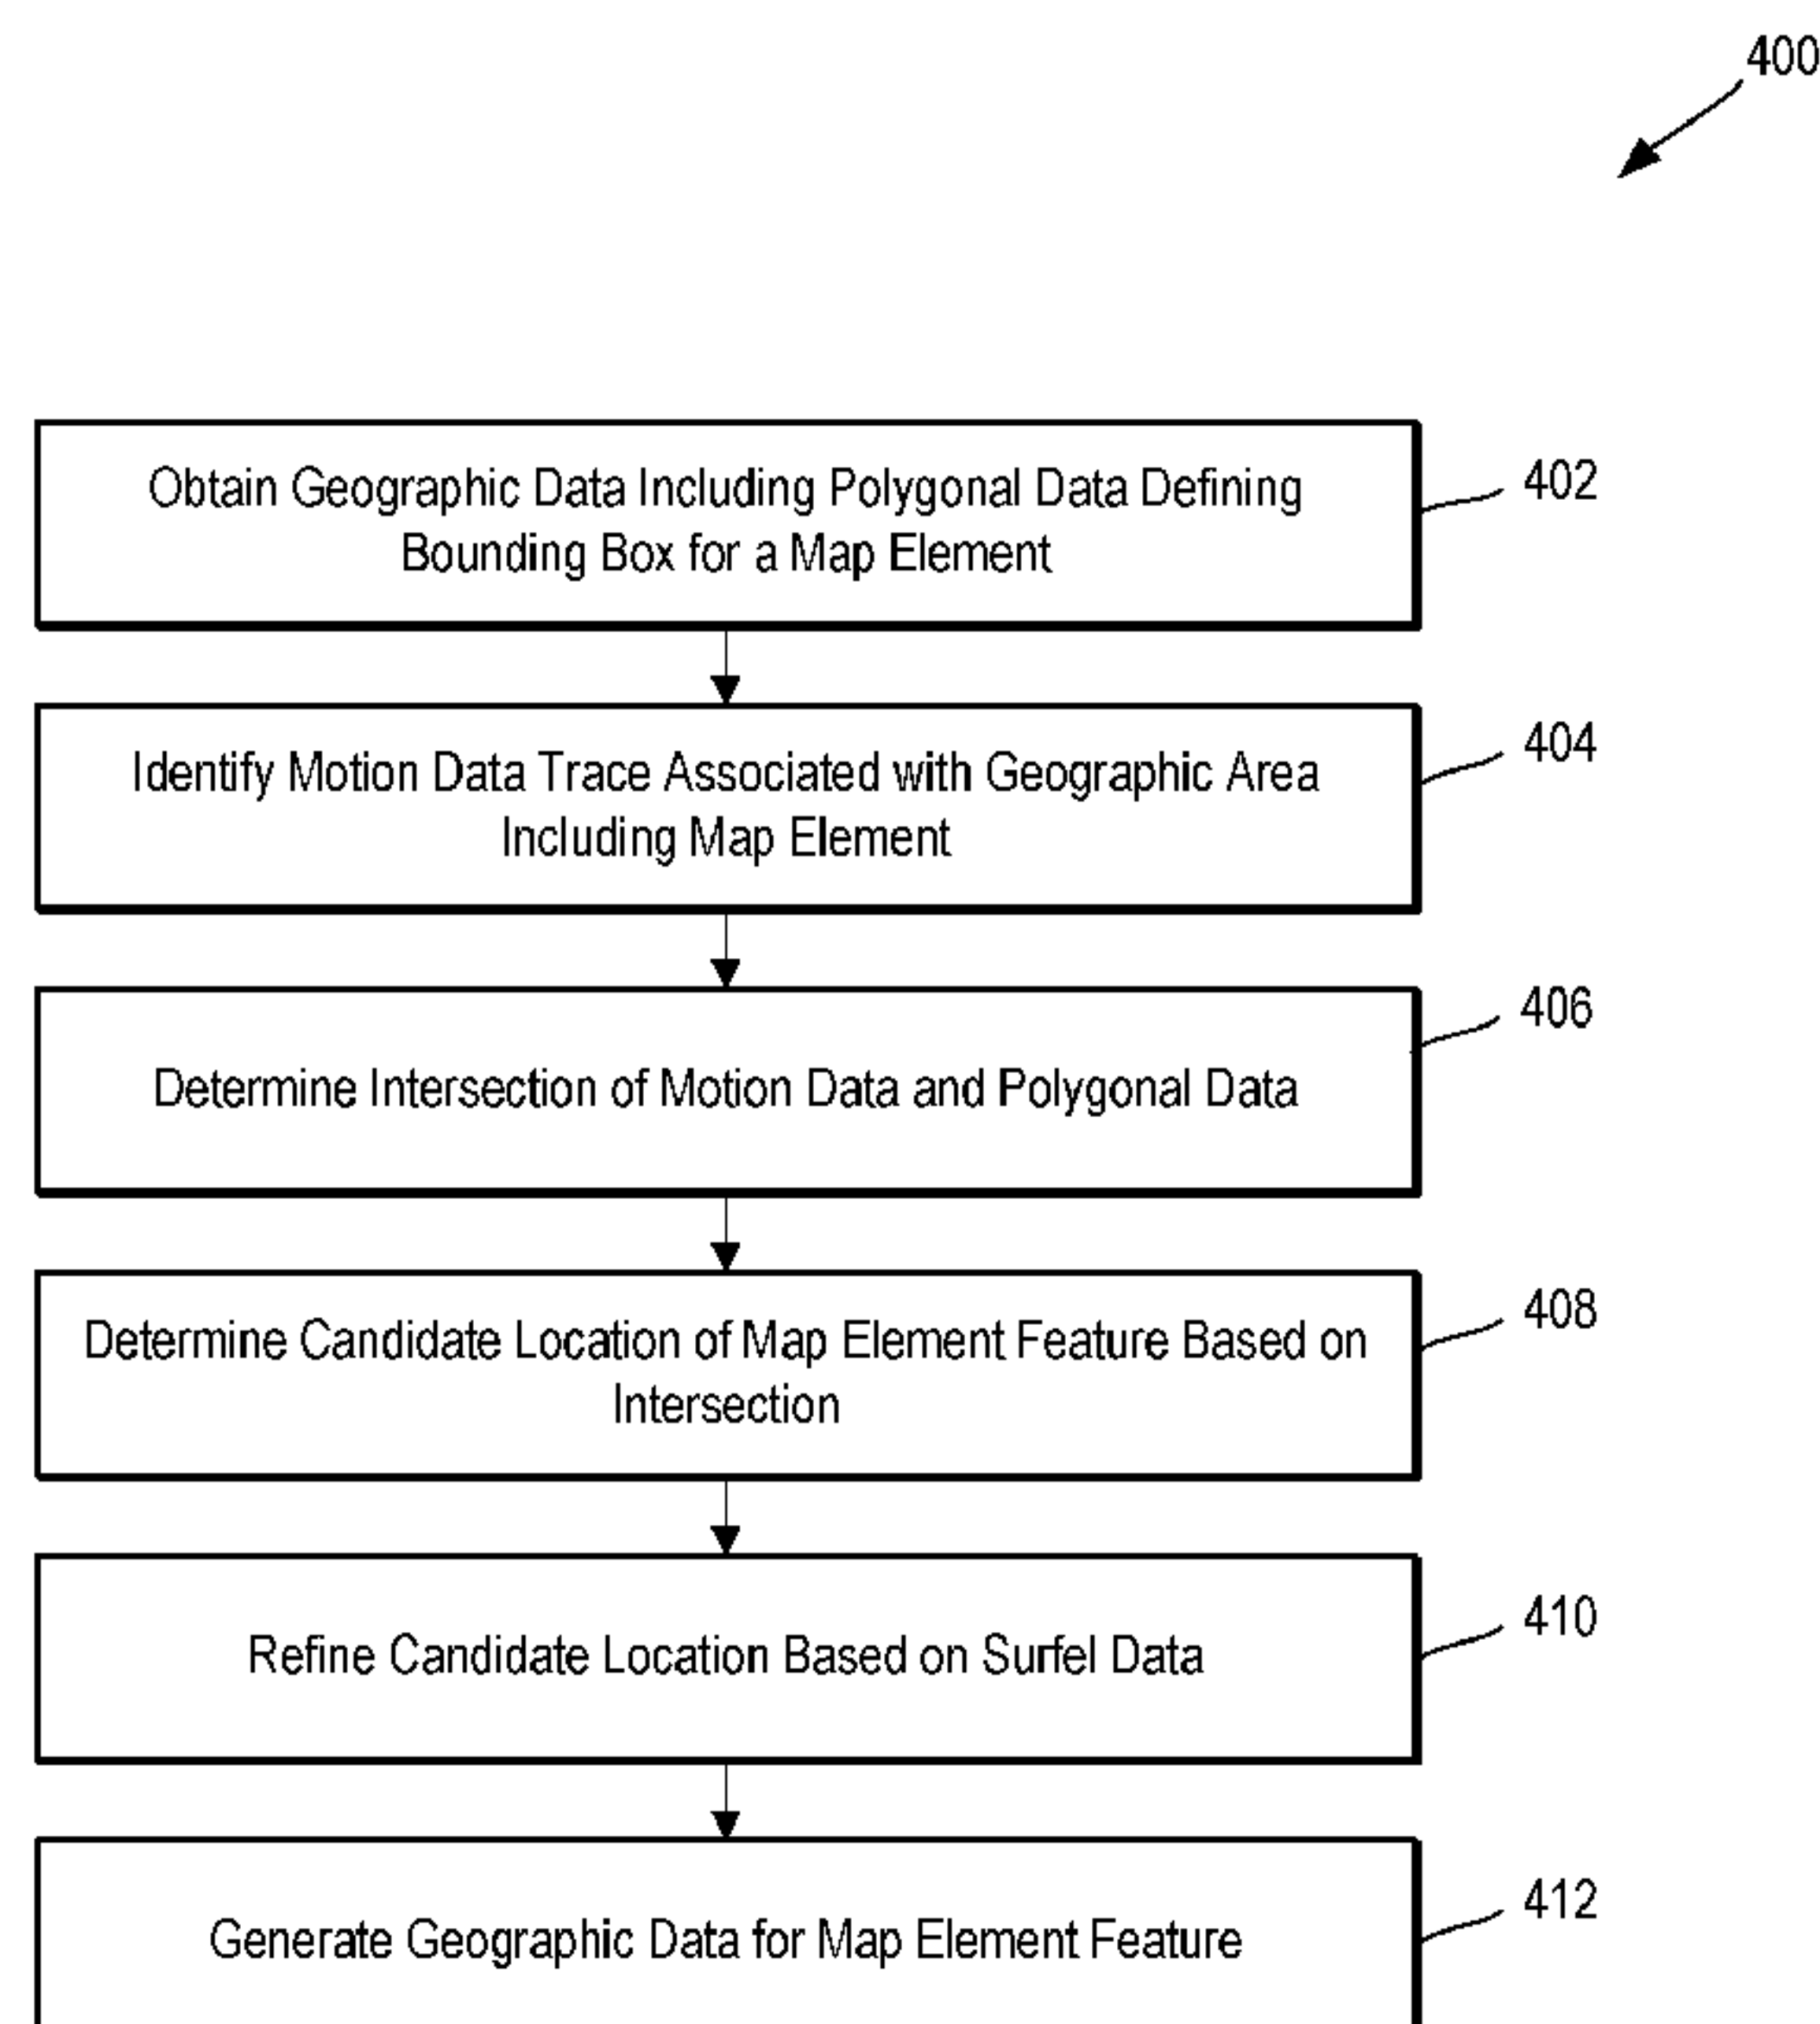 400
Obtain Geographic Data Including Polygonal Data Defining
Bounding Box for a Map Element
402
Identify Motion Data Trace Associated with Geographic Area
Including Map Element
404
Determine Intersection of Motion Data and Polygonal Data
406
Determine Candidate Location of Map Element Feature Based on
Intersection
408
Refine Candidate Location Based on Surfel Data
410
Generate Geographic Data for Map Element Feature
412